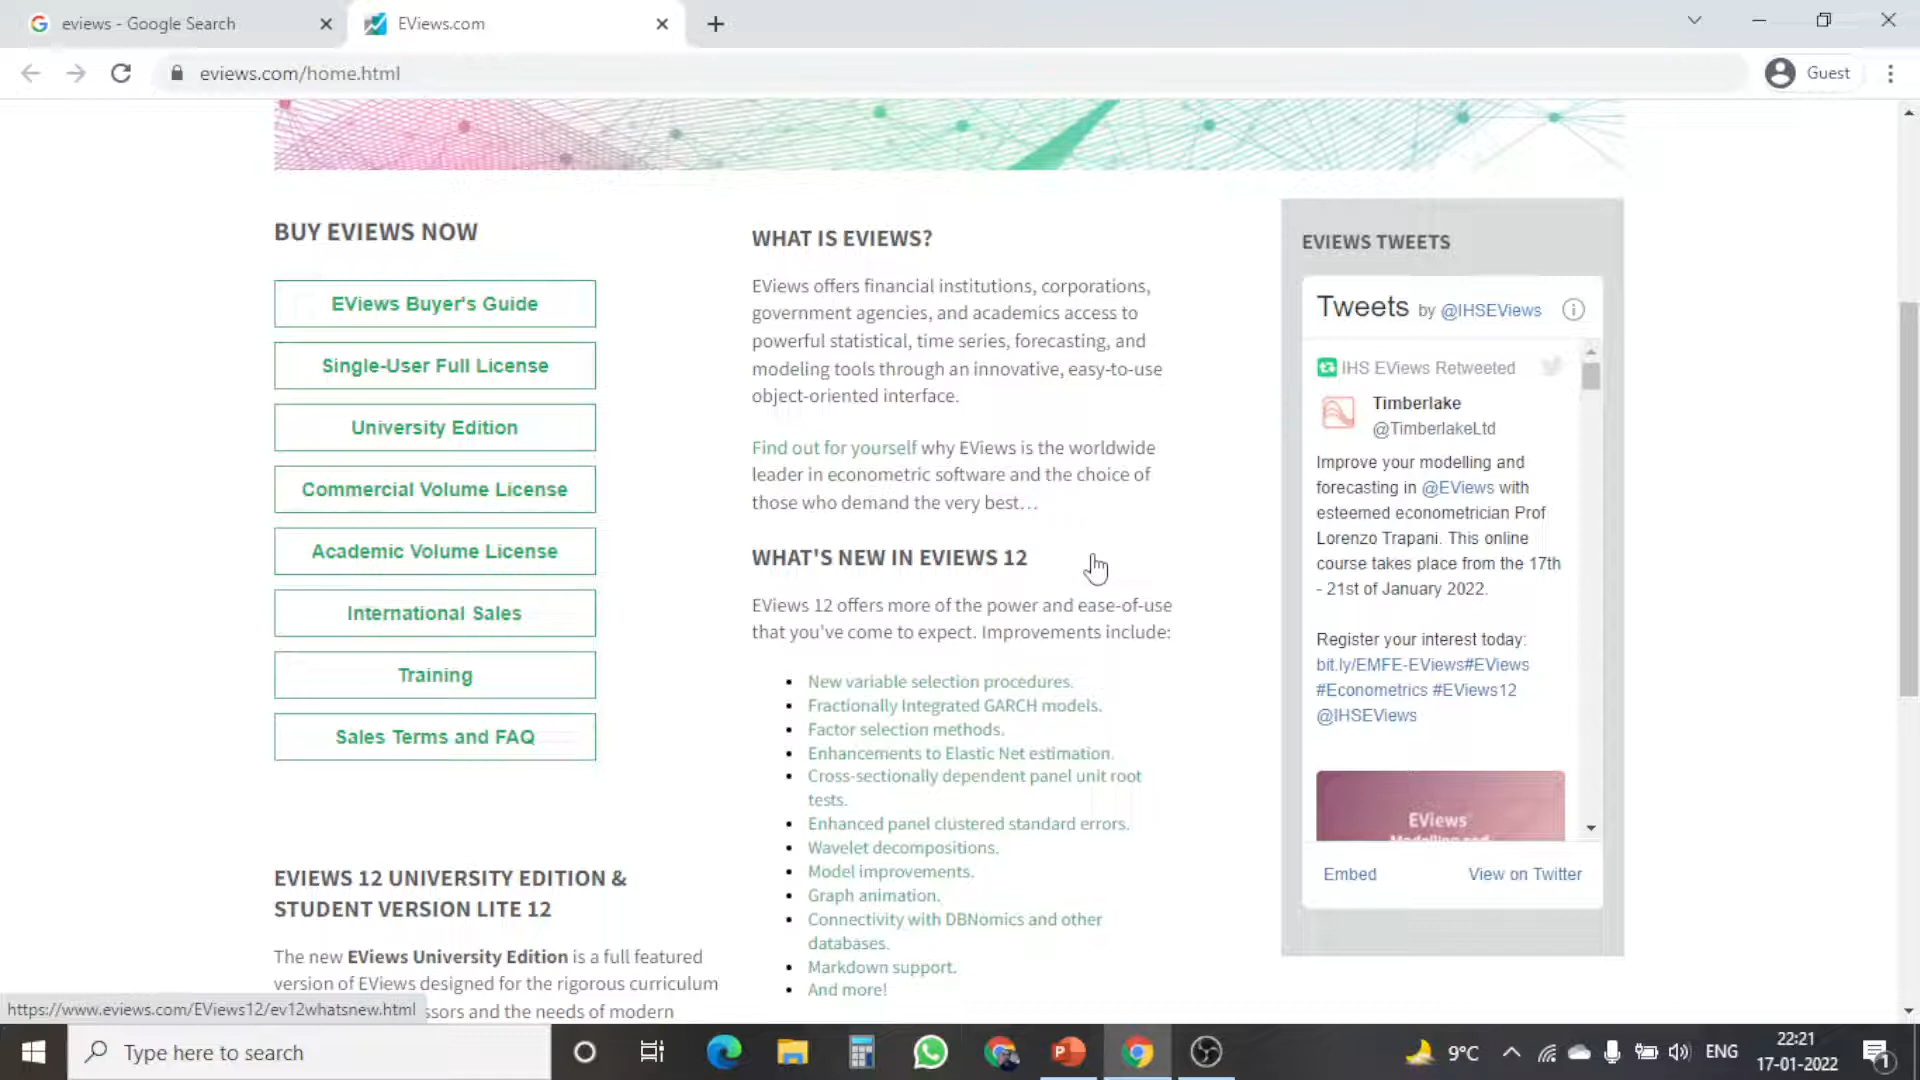 eviews - Google Search
EViews.com
eviews.com/home.html
Guest
BUY EVIEWS NOW
EViews Buyer's Guide
Single-User Full License
University Edition
Commercial Volume License
Academic Volume License
International Sales
Training
Sales Terms and FAQ
EVIEWS 12 UNIVERSITY EDITION &
STUDENT VERSION LITE 12
The new EViews University Edition is a full featured
version of EViews designed for the rigorous curriculum
ssors and the needs of modern
WHAT IS EVIEWS?
EViews offers financial institutions, corporations,
government agencies, and academics access to
powerful statistical, time series, forecasting, and
modeling tools through an innovative, easy-to-use
object-oriented interface.
Find out for yourself why EViews is the worldwide
leader in econometric software and the choice of
those who demand the very best…
WHAT'S NEW IN EVIEWS 12
EViews 12 offers more of the power and ease-of-use
that you've come to expect. Improvements include:
New variable selection procedures.
Fractionally Integrated GARCH models.
Factor selection methods.
Enhancements to Elastic Net estimation.
Cross-sectionally dependent panel unit root
tests.
Enhanced panel clustered standard errors.
Wavelet decompositions.
Model improvements.
Graph animation.
Connectivity with DBNomics and other
databases.
Markdown support.
And more!
EVIEWS TWEETS
Tweets by @IHSEViews
IHS EViews Retweeted
Timberlake
@TimberlakeLtd
Improve your modelling and
forecasting in @EViews with
esteemed econometrician Prof
Lorenzo Trapani. This online
course takes place from the 17th
- 21st of January 2022.
Register your interest today:
bit.ly/EMFE-EViews#EViews
#Econometrics #EViews12
@IHSEViews
EViews
Embed
View on Twitter
https://www.eviews.com/EViews12/ev12whatsnew.html
Type here to search
9°C
ENG
22:21
17-01-2022
1